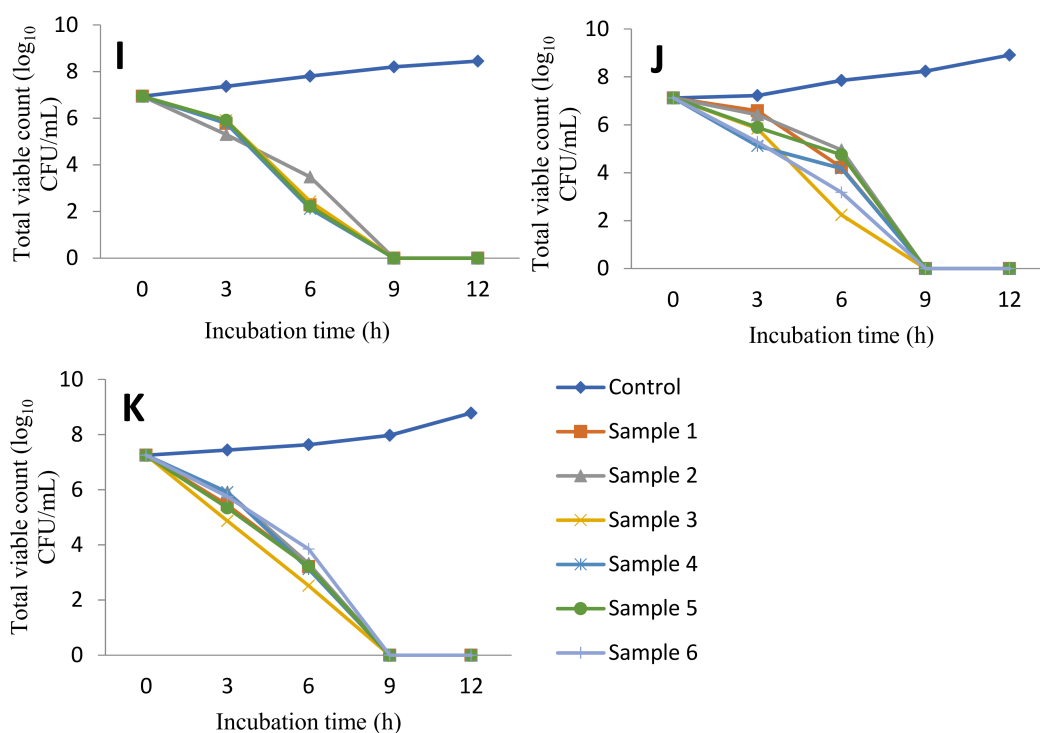 I
Total viable count (log10
CFU/mL)
10
8
6
4
2
0
0 3 6 9 12
Incubation time (h)
J
Total viable count (log10
CFU/mL)
10
8
6
4
2
0
0 3 6 9 12
Incubation time (h)
K
Total viable count (log10
CFU/mL)
10
8
6
4
2
0
0 3 6 9 12
Incubation time (h)
Control
Sample 1
Sample 2
Sample 3
Sample 4
Sample 5
Sample 6